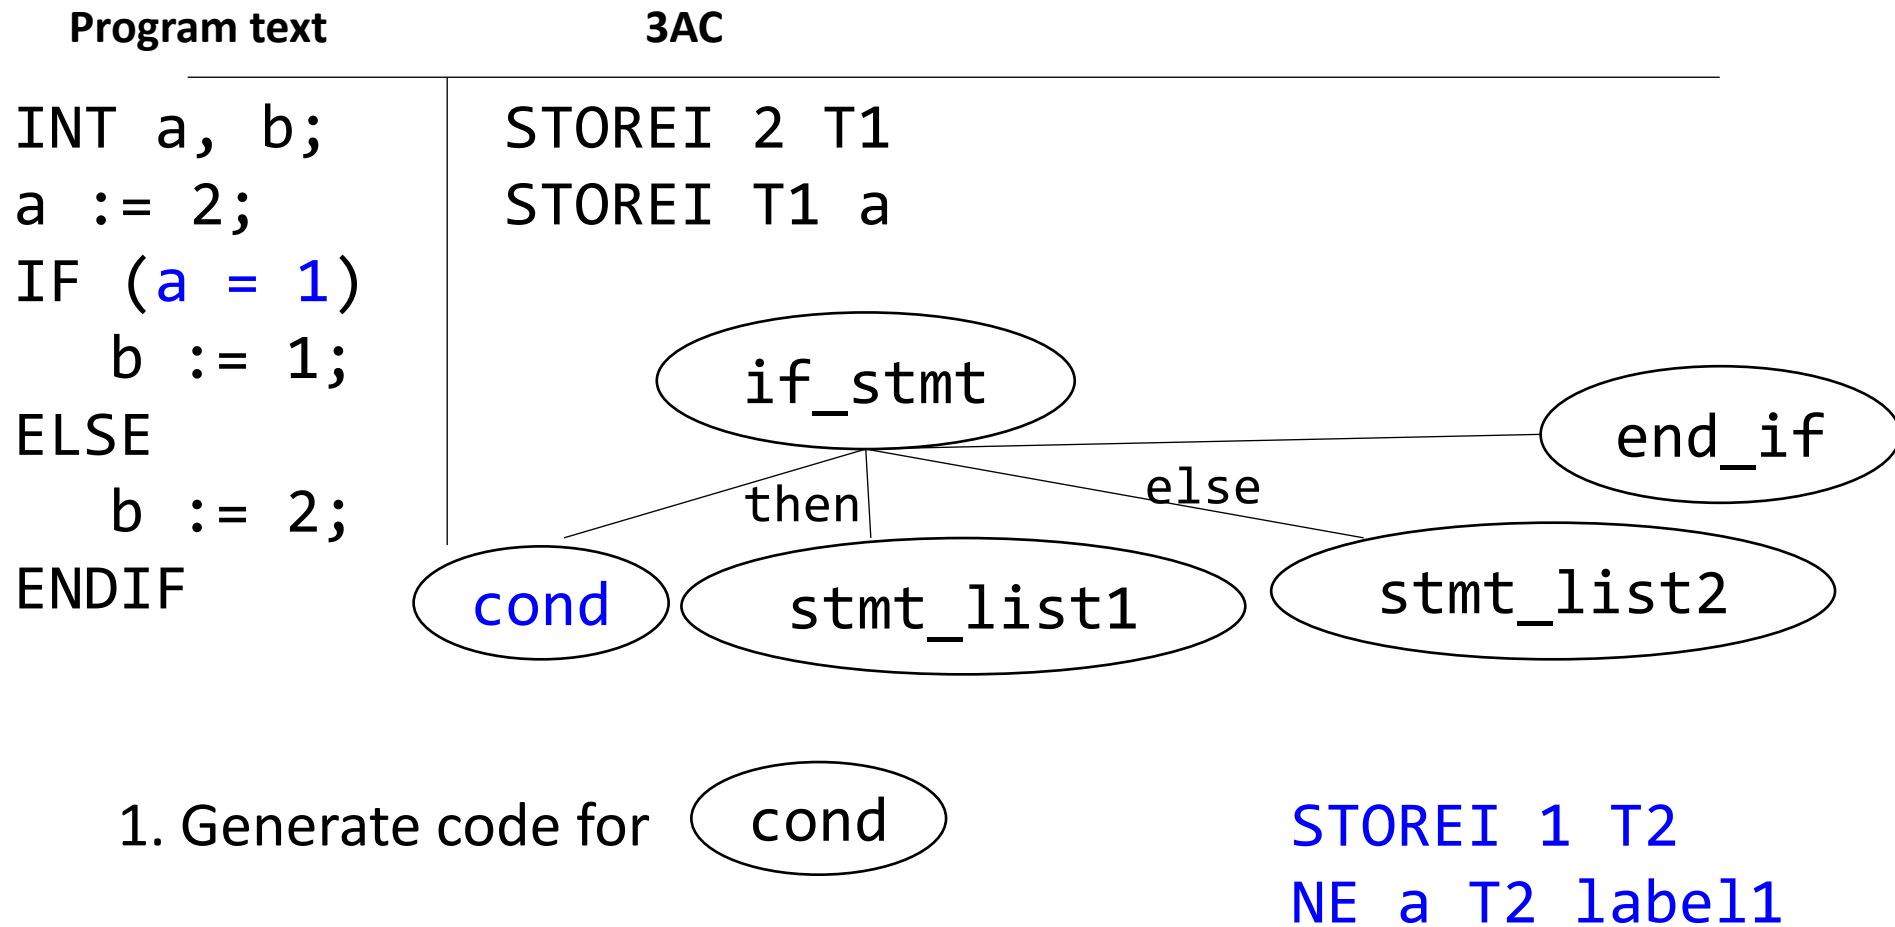 Program text
3AC
INT a, b;
a := 2;
IF (a = 1)
b := 1;
ELSE
b := 2;
ENDIF
STOREI 2 T1
STOREI T1 a
if_stmt
end_if
then
else
cond
stmt_list1
stmt_list2
1. Generate code for
cond
STOREI 1 T2
NE a T2 label1